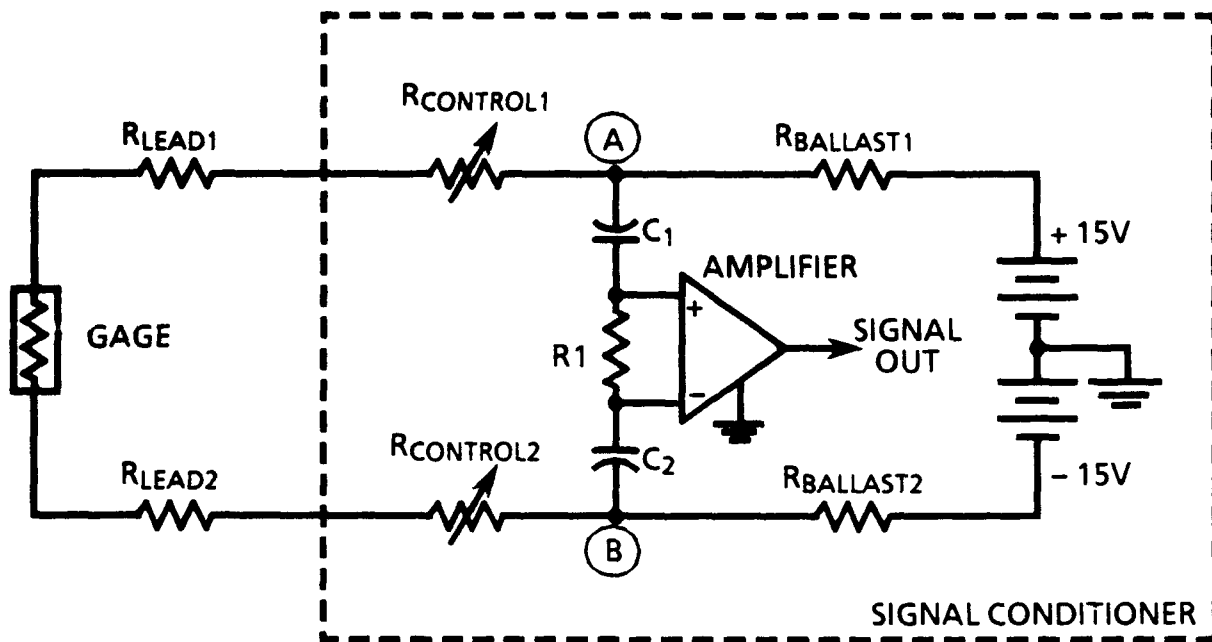 RCONTROL1
RLEAD1
A
RBALLAST1
C1
+ 15V
AMPLIFIER
+
GAGE
R1
SIGNAL
OUT
–
RCONTROL2
C2
RLEAD2
RBALLAST2
– 15V
B
SIGNAL CONDITIONER